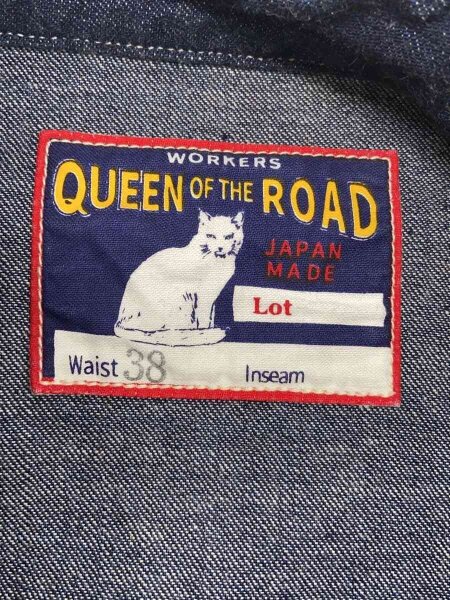 WORKERS
QUEEN OF THE ROAD
JAPAN
MADE
Lot
Waist 38 Inseam